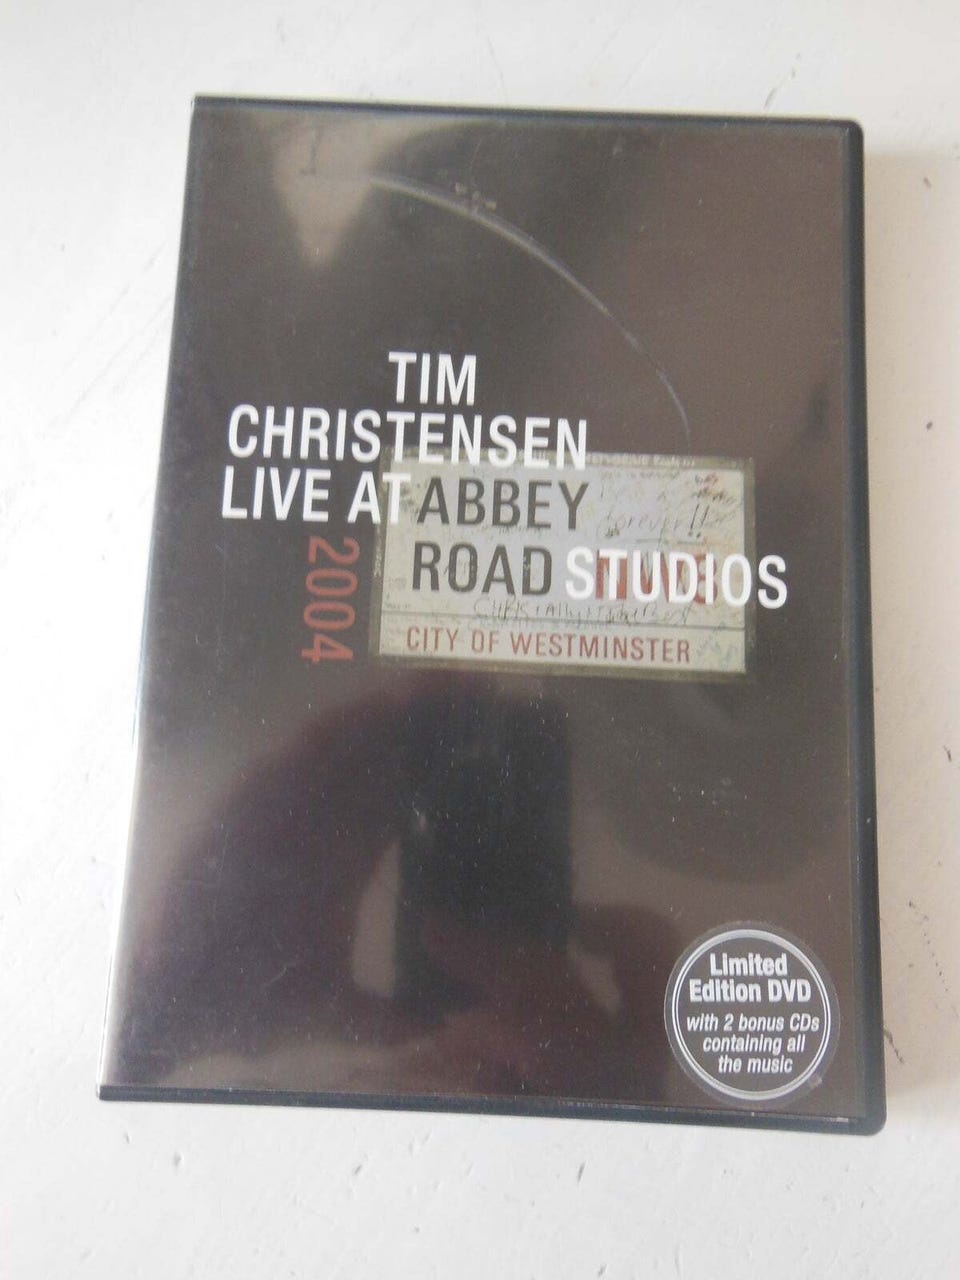 TIM
CHRISTENSEN
LIVE AT ABBEY
ROAD STUDIOS
2004
forever!!
CITY OF WESTMINSTER
Limited
Edition DVD
with 2 bonus CDs
containing all
the music